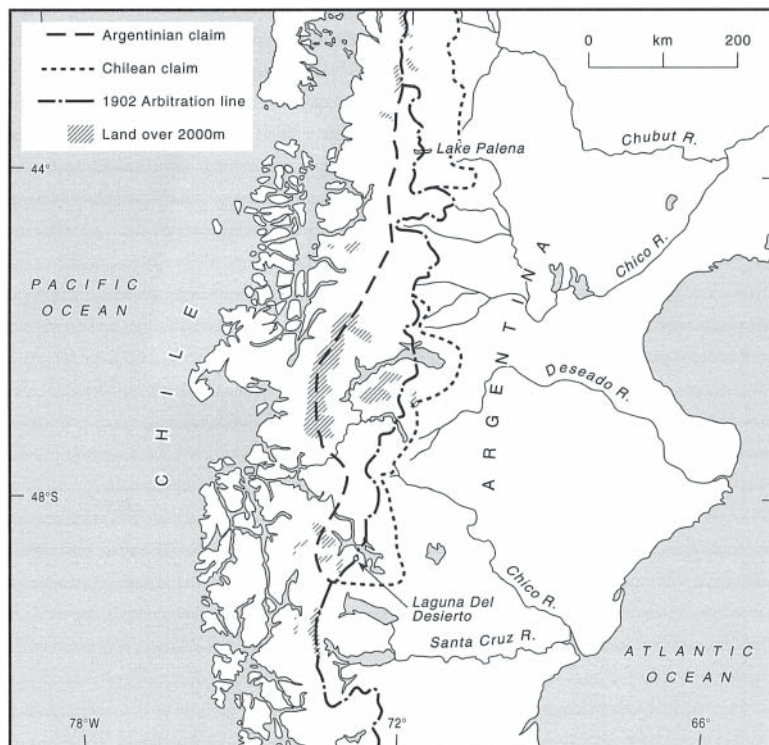 Argentinian claim
Chilean claim
1902 Arbitration line
Land over 2000m
0 km 200
Chubut R.
Lake Palena
44°
Chico R.
PACIFIC
OCEAN
CHILE
ARGENTINA
Deseado R.
48°S
Chico R.
Laguna Del
Desierto
Santa Cruz R.
ATLANTIC
OCEAN
78°W
72°
66°